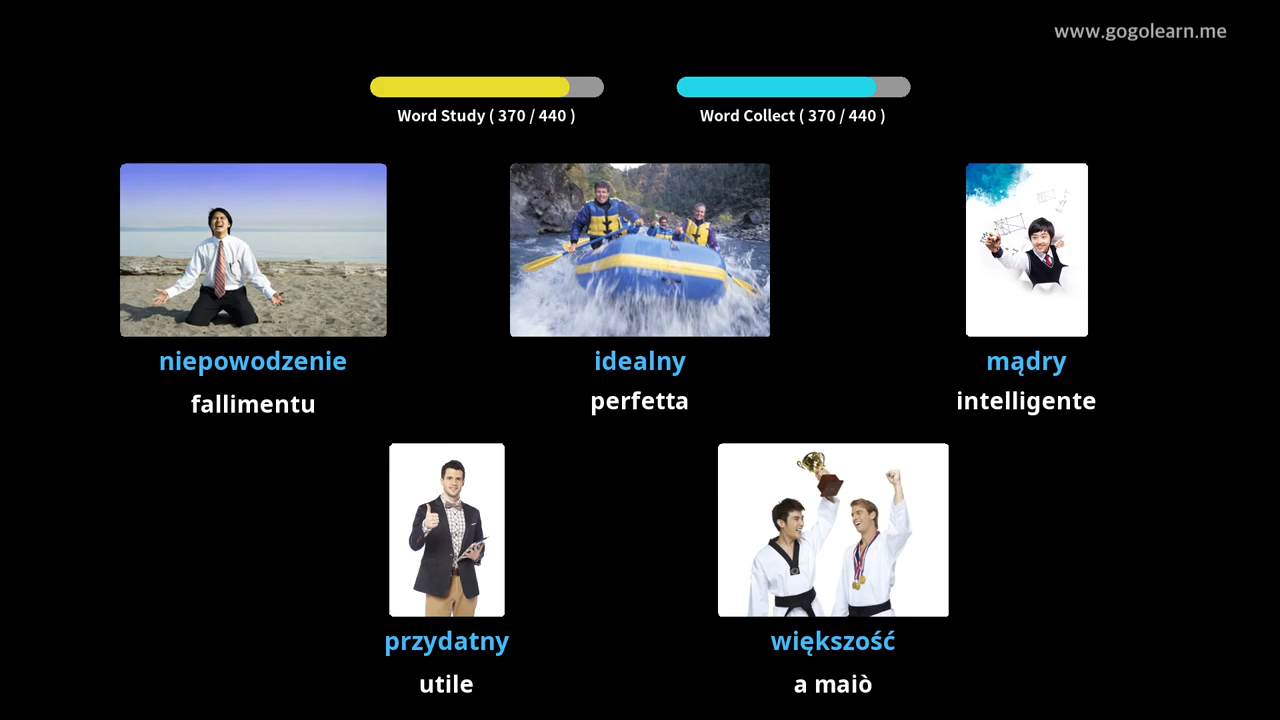 www.gogolearn.me
Word Study ( 370 / 440 )
Word Collect ( 370 / 440 )
niepowodzenie
fallimentu
idealny
perfetta
mądry
intelligente
przydatny
utile
większość
a maiò